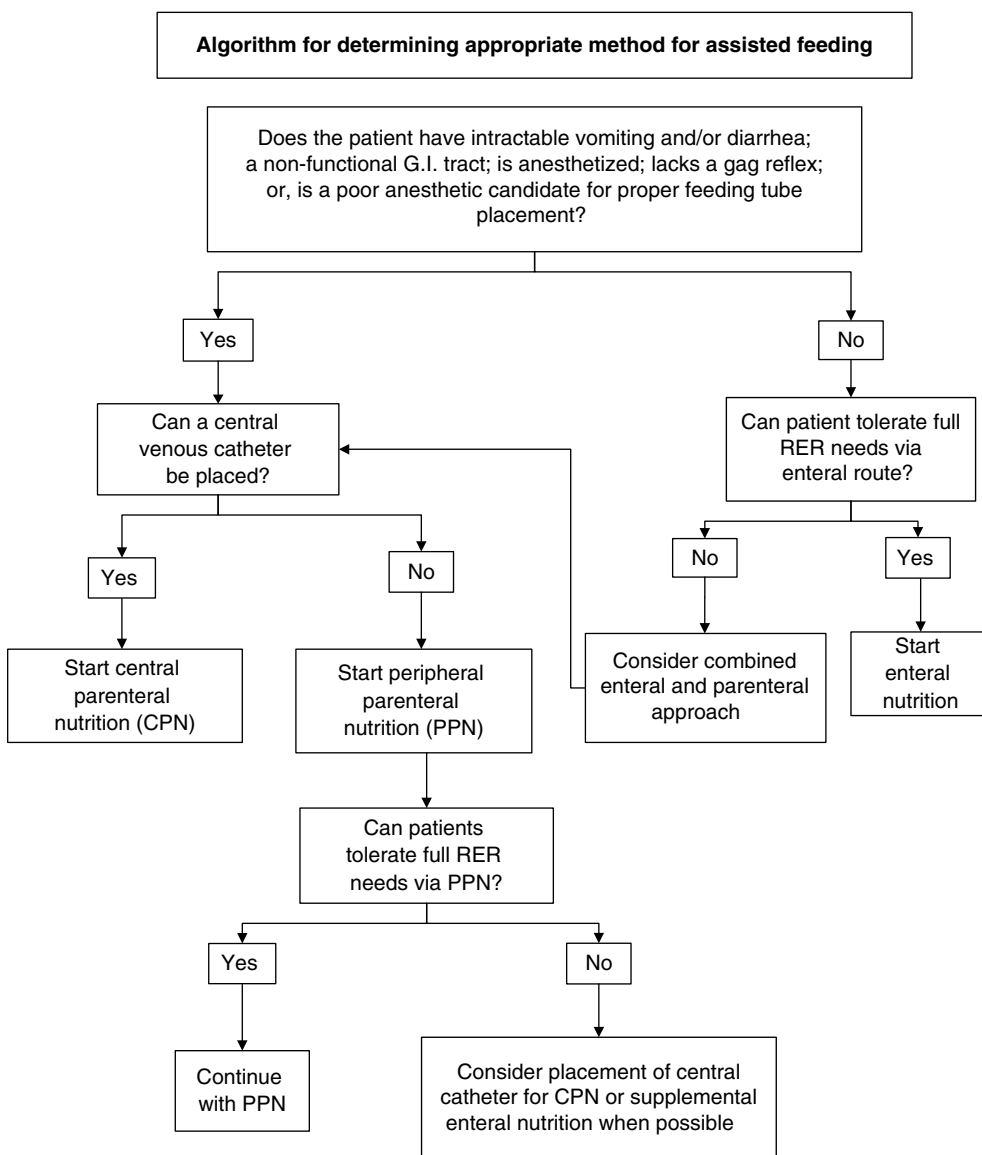 Algorithm for determining appropriate method for assisted feeding
Does the patient have intractable vomiting and/or diarrhea;
a non-functional G.I. tract; is anesthetized; lacks a gag reflex;
or, is a poor anesthetic candidate for proper feeding tube
placement?
Yes
No
Can a central
venous catheter
be placed?
Can patient tolerate full
RER needs via
enteral route?
Yes
No
No
Yes
Start central
parenteral
nutrition (CPN)
Start peripheral
parenteral
nutrition (PPN)
Consider combined
enteral and parenteral
approach
Start
enteral
nutrition
Can patients
tolerate full RER
needs via PPN?
Yes
No
Continue
with PPN
Consider placement of central
catheter for CPN or supplemental
enteral nutrition when possible